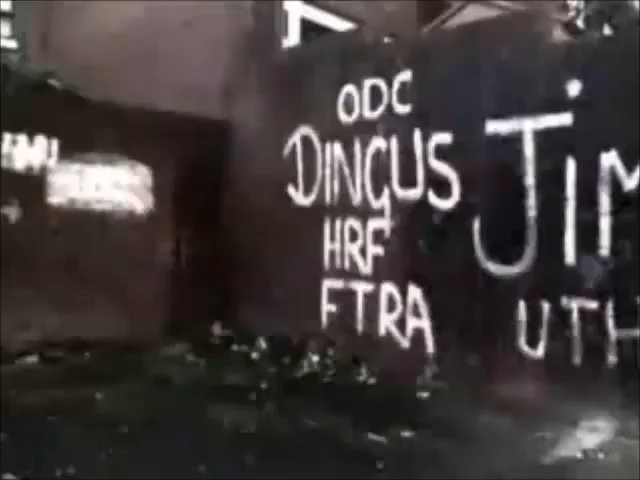 ODC
DINGUS
HRF
FTRA
JIM
UTH